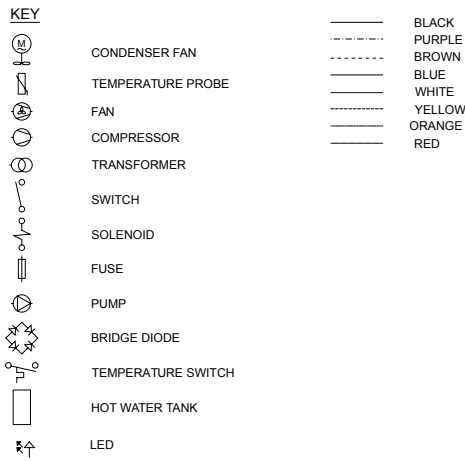 KEY
M
CONDENSER FAN
TEMPERATURE PROBE
FAN
COMPRESSOR
TRANSFORMER
SWITCH
SOLENOID
FUSE
PUMP
BRIDGE DIODE
TEMPERATURE SWITCH
HOT WATER TANK
LED
BLACK
PURPLE
BROWN
BLUE
WHITE
YELLOW
ORANGE
RED